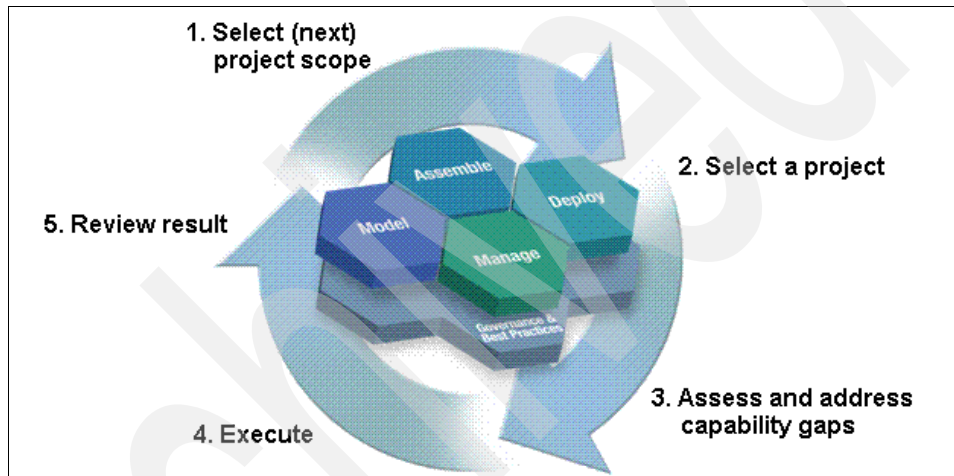 1. Select (next)
project scope
2. Select a project
Assemble
Deploy
5. Review result
Model
Manage
Governance &
Best Practices
3. Assess and address
capability gaps
4. Execute